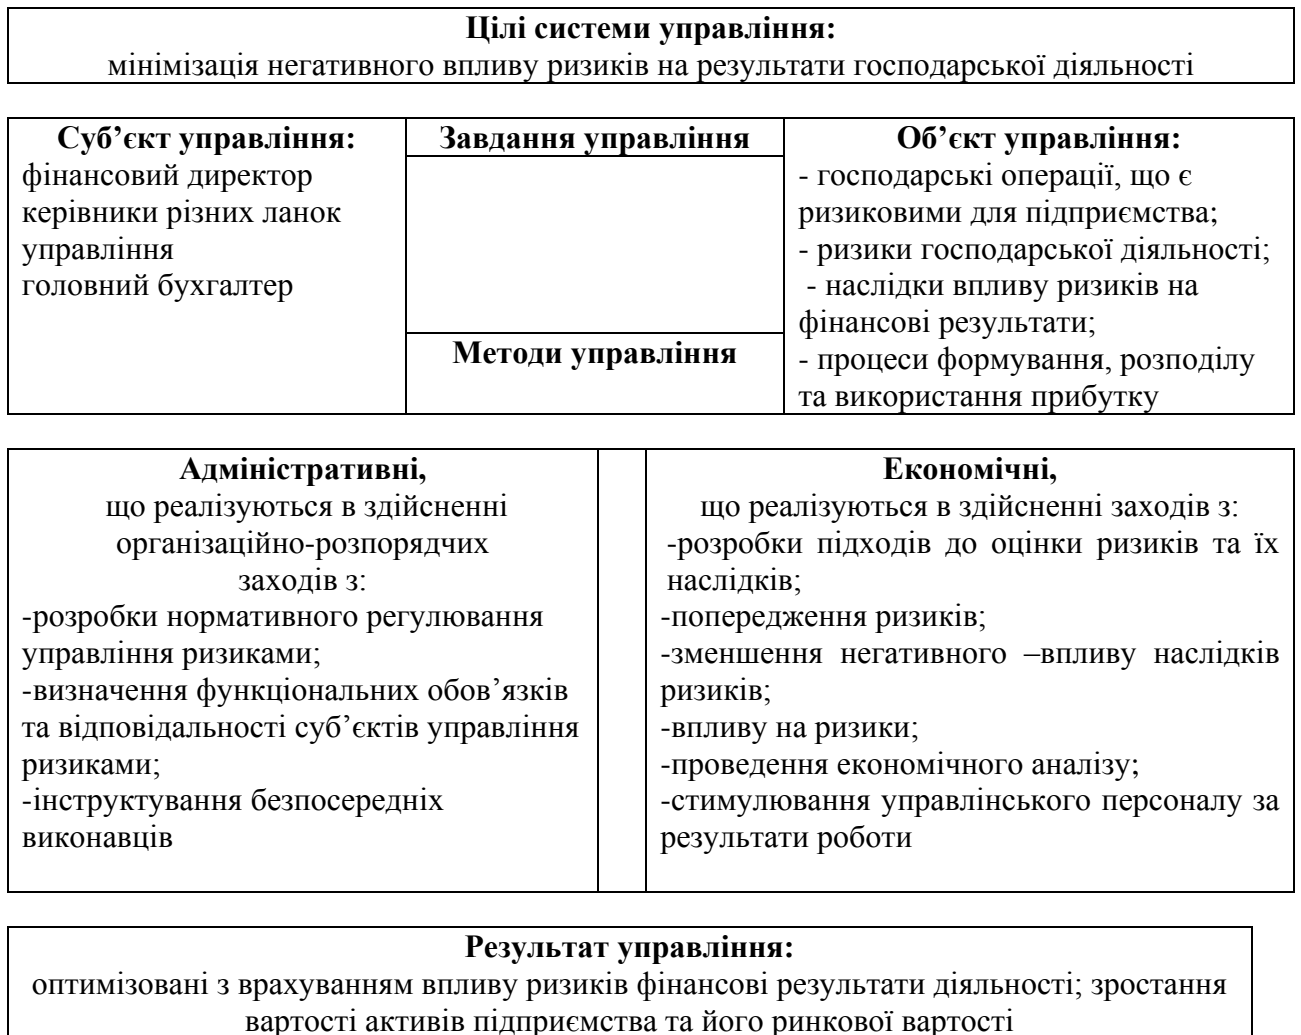 Цілі системи управління:
мінімізація негативного впливу ризиків на результати господарської діяльності
Суб’єкт управління:
фінансовий директор
керівники різних ланок
управління
головний бухгалтер
Завдання управління
Методи управління
Об’єкт управління:
- господарські операції, що є
ризиковими для підприємства;
- ризики господарської діяльності;
- наслідки впливу ризиків на
фінансові результати;
- процеси формування, розподілу
та використання прибутку
Адміністративні,
що реалізуються в здійсненні
організаційно-розпорядчих
заходів з:
-розробки нормативного регулювання
управління ризиками;
-визначення функціональних обов’язків
та відповідальності суб’єктів управління
ризиками;
-інструктування безпосередніх
виконавців
Економічні,
що реалізуються в здійсненні заходів з:
-розробки підходів до оцінки ризиків та їх
наслідків;
-попередження ризиків;
-зменшення негативного –впливу наслідків
ризиків;
-впливу на ризики;
-проведення економічного аналізу;
-стимулювання управлінського персоналу за
результати роботи
Результат управління:
оптимізовані з врахуванням впливу ризиків фінансові результати діяльності; зростання
вартості активів підприємства та його ринкової вартості